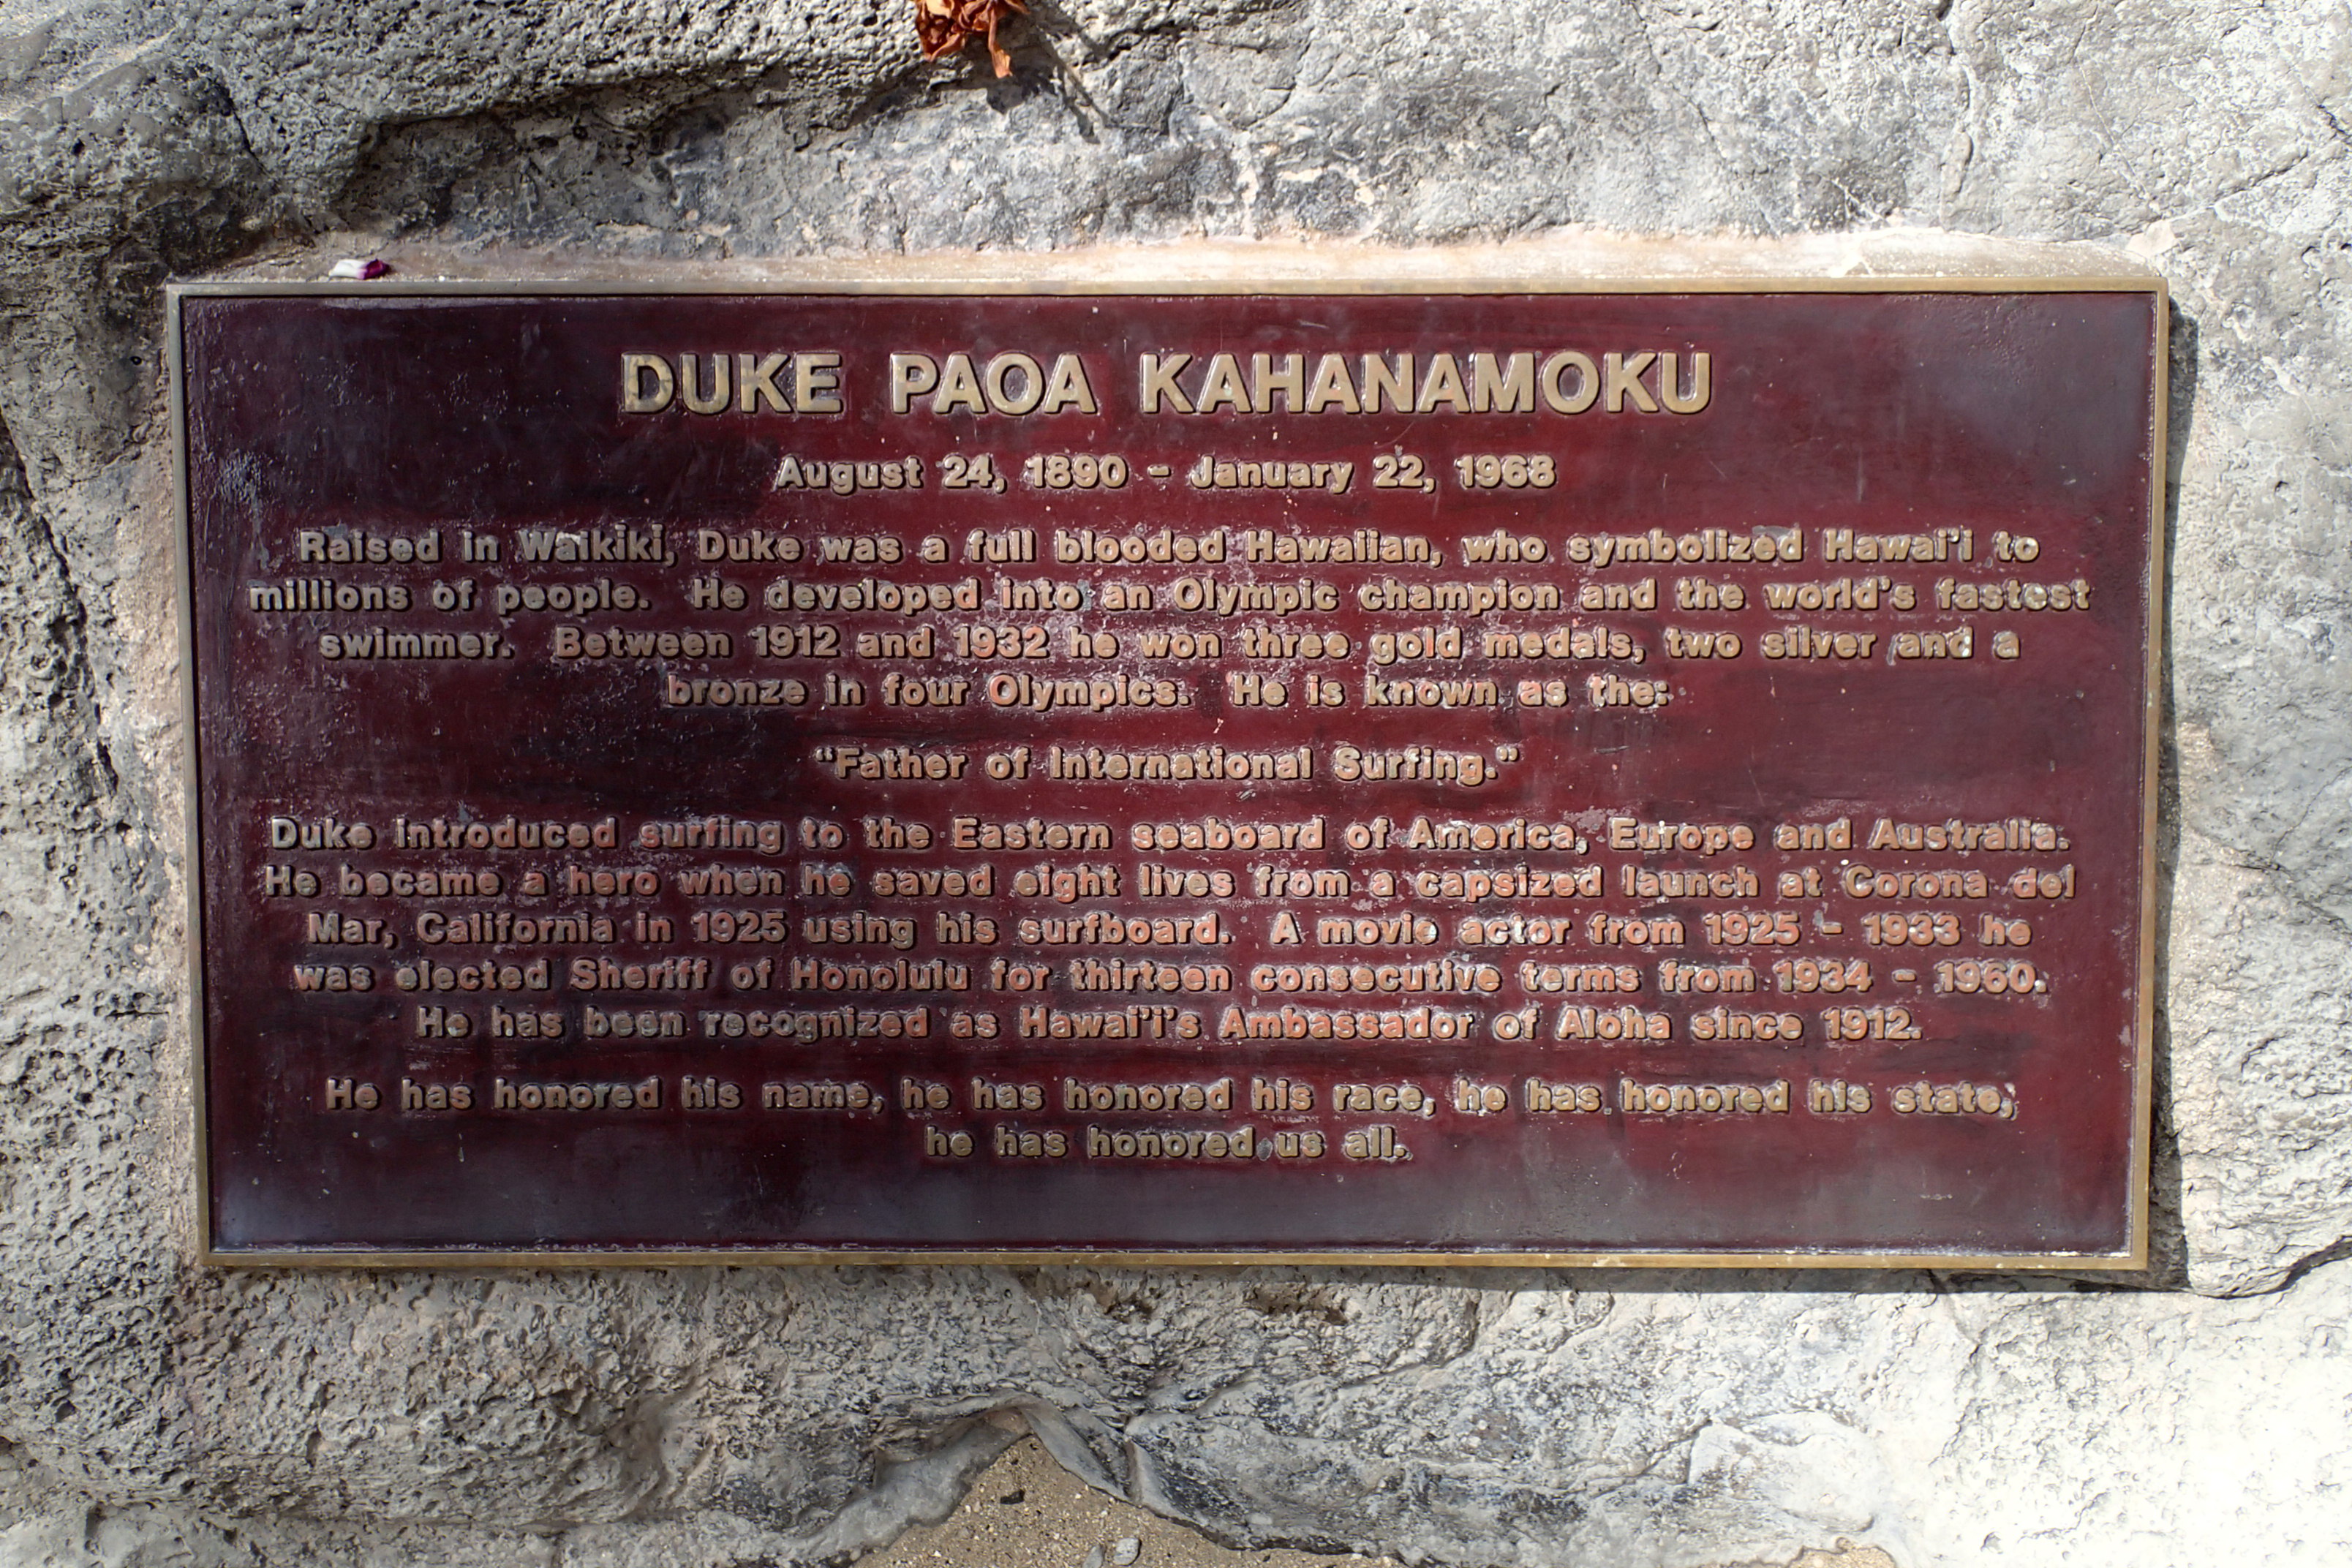 DUKE PAOA KAHANAMOKU
August 24, 1890 - January 22, 1968
Raised in Waikiki, Duke was a full blooded Hawaiian, who symbolized Hawai'i to
millions of people. He developed into an Olympic champion and the world's fastest
swimmer. Between 1912 and 1932 he won three gold medals, two silver and a
bronze in four Olympics. He is known as the:
"Father of International Surfing."
Duke introduced surfing to the Eastern seaboard of America, Europe and Australia.
He became a hero when he saved eight lives from a capsized launch at Corona del
Mar, California in 1925 using his surfboard. A movie actor from 1925 - 1933 he
was elected Sheriff of Honolulu for thirteen consecutive terms from 1934 - 1960.
He has been recognized as Hawai'i's Ambassador of Aloha since 1912.
He has honored his name, he has honored his race, he has honored his state,
he has honored us all.